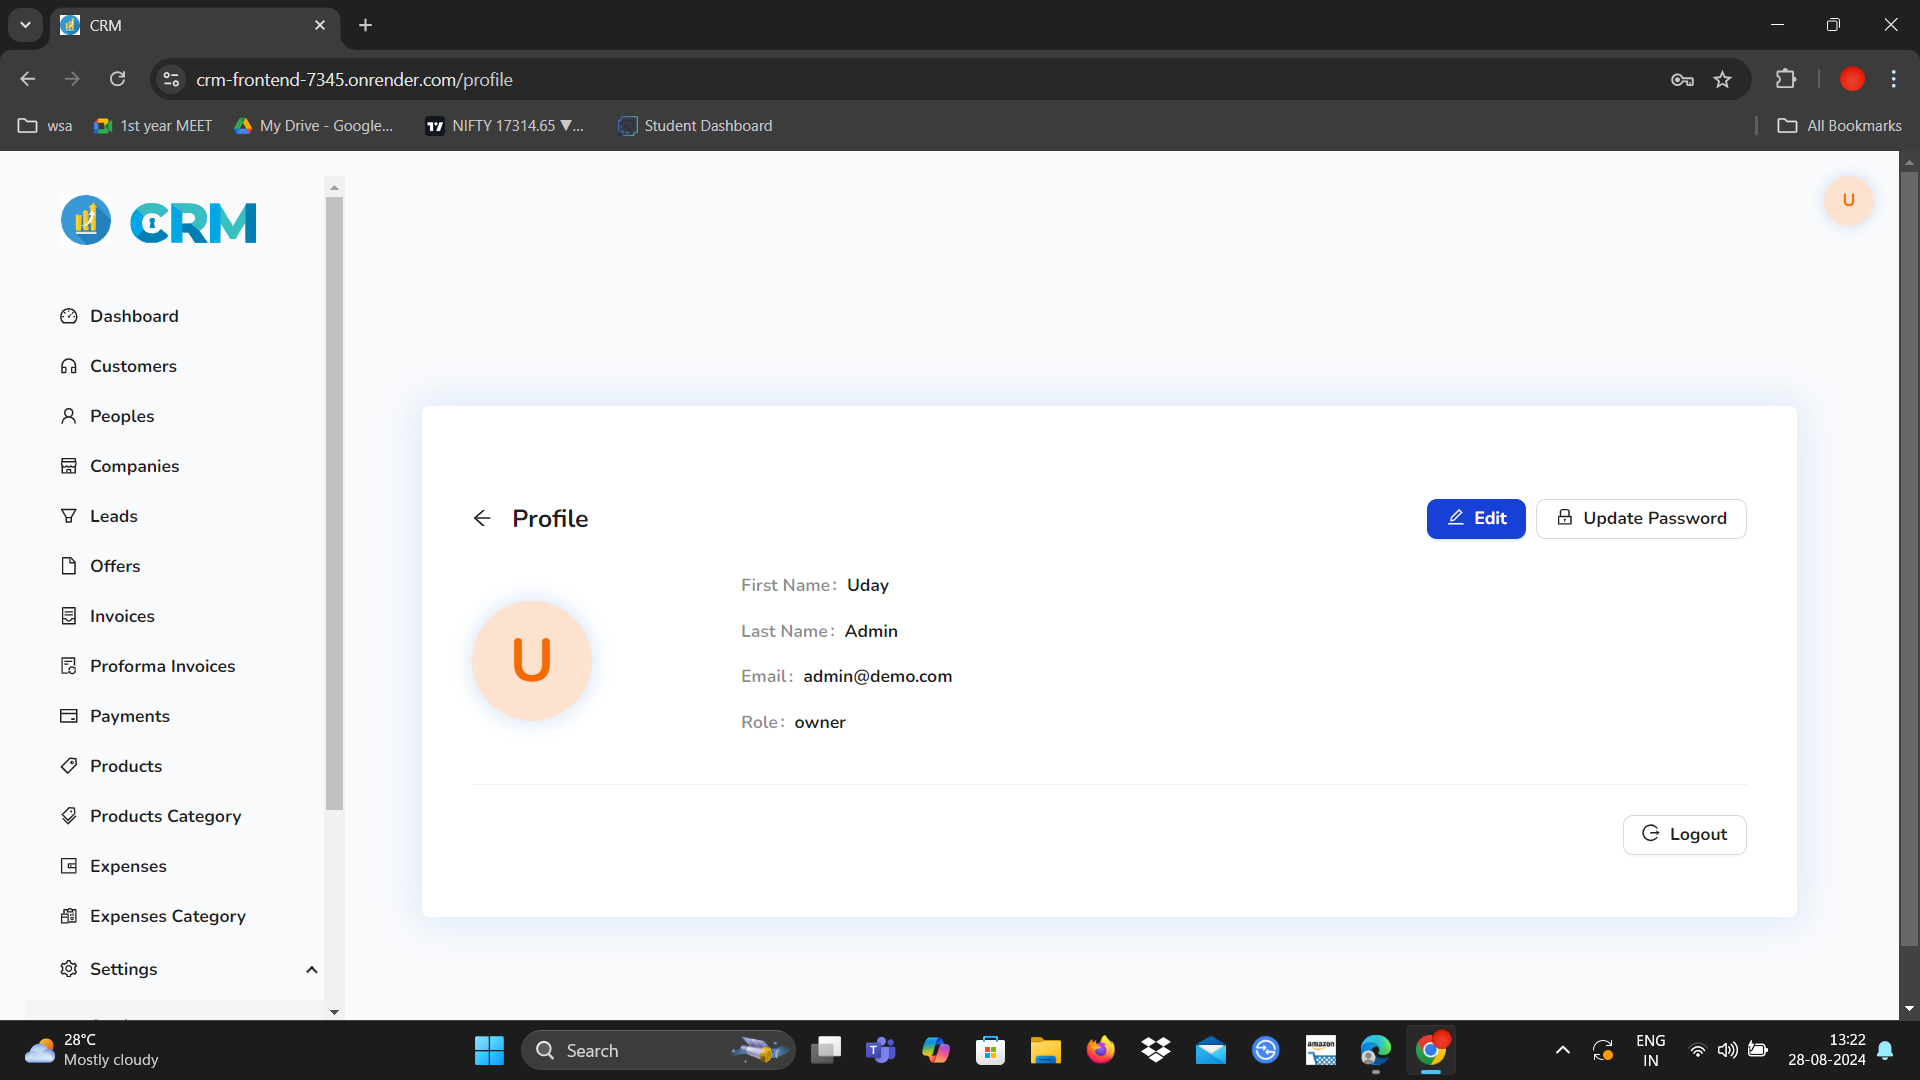 CRM
crm-frontend-7345.onrender.com/profile
wsa
1st year MEET
My Drive - Google...
NIFTY 17314.65 ▼...
Student Dashboard
All Bookmarks
CRM
U
Dashboard
Customers
Peoples
Companies
Leads
Offers
Invoices
Proforma Invoices
Payments
Products
Products Category
Expenses
Expenses Category
Settings
Profile
Edit
Update Password
U
First Name: Uday
Last Name: Admin
Email: admin@demo.com
Role: owner
Logout
28°C
Mostly cloudy
Search
amazon
ENG
IN
13:22
28-08-2024